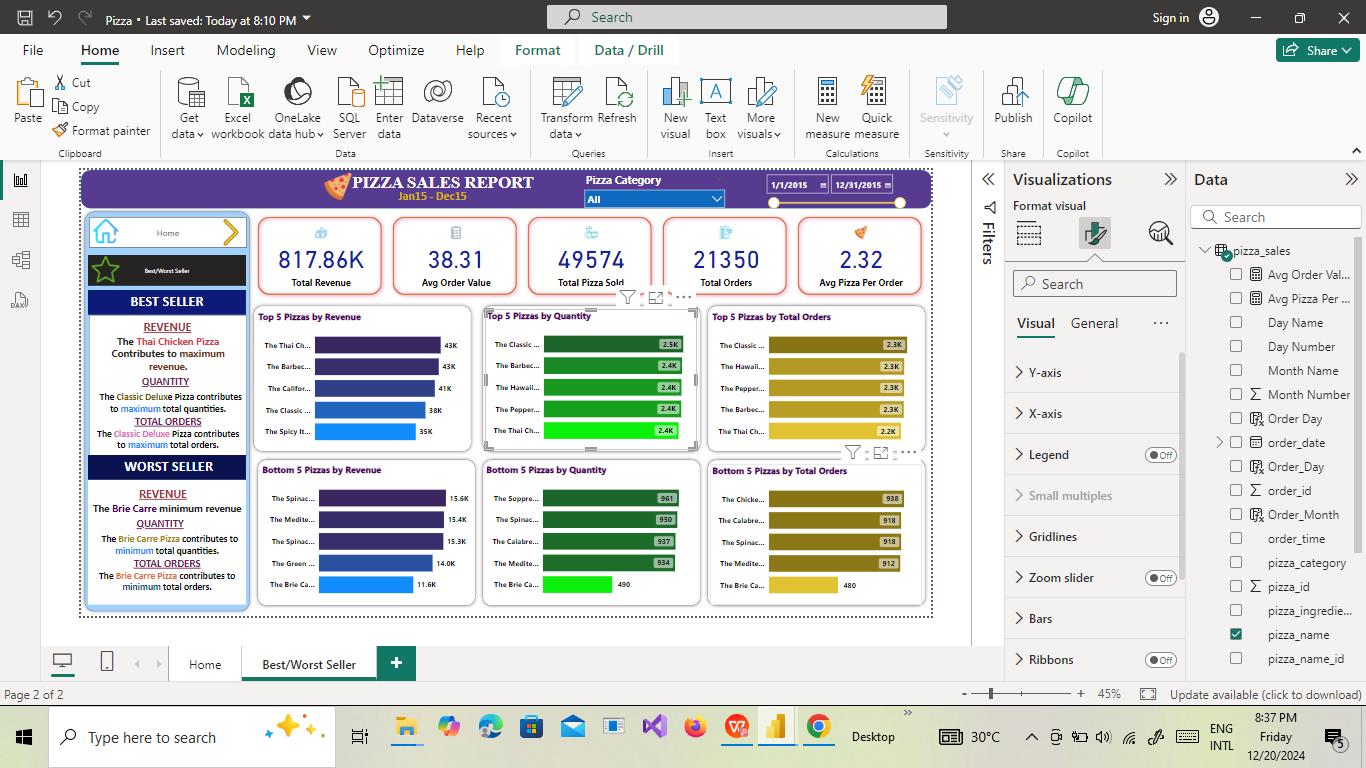 Pizza • Last saved: Today at 8:10 PM
Search
Sign in
File
Home
Insert
Modeling
View
Optimize
Help
Format
Data / Drill
Share
Paste
Cut
Copy
Format painter
Clipboard
Get data
Excel workbook
OneLake data hub
SQL Server
Enter data
Dataverse
Recent sources
Data
Transform data
Refresh
Queries
New visual
Text box
More visuals
Insert
New measure
Quick measure
Calculations
Sensitivity
Sensitivity
Publish
Share
Copilot
Copilot
PIZZA SALES REPORT
Jan15 - Dec15
Pizza Category
All
1/1/2015
12/31/2015
Home
Best/Worst Seller
BEST SELLER
REVENUE
The Thai Chicken Pizza
Contributes to maximum
revenue.
QUANTITY
The Classic Deluxe Pizza contributes
to maximum total quantities.
TOTAL ORDERS
The Classic Deluxe Pizza contributes
to maximum total orders.
WORST SELLER
REVENUE
The Brie Carre minimum revenue
QUANTITY
The Brie Carre Pizza contributes to
minimum total quantities.
TOTAL ORDERS
The Brie Carre Pizza contributes to
minimum total orders.
817.86K
Total Revenue
38.31
Avg Order Value
49574
Total Pizza Sold
21350
Total Orders
2.32
Avg Pizza Per Order
Top 5 Pizzas by Revenue
The Thai Ch... 43K
The Barbec... 43K
The Califor... 41K
The Classic ... 38K
The Spicy It... 35K
Top 5 Pizzas by Quantity
The Classic ... 2.5K
The Barbec... 2.4K
The Hawaii... 2.4K
The Pepper... 2.4K
The Thai Ch... 2.4K
Top 5 Pizzas by Total Orders
The Classic ... 2.3K
The Hawaii... 2.3K
The Pepper... 2.3K
The Barbec... 2.3K
The Thai Ch... 2.2K
Bottom 5 Pizzas by Revenue
The Spinac... 15.6K
The Medite... 15.4K
The Spinac... 15.3K
The Green ... 14.0K
The Brie Ca... 11.6K
Bottom 5 Pizzas by Quantity
The Soppre... 961
The Spinac... 950
The Calabre... 937
The Medite... 934
The Brie Ca... 490
Bottom 5 Pizzas by Total Orders
The Chicke... 938
The Calabre... 918
The Spinac... 918
The Medite... 912
The Brie Ca... 480
Filters
Visualizations
Format visual
Search
Visual
General
Y-axis
X-axis
Legend Off
Small multiples
Gridlines
Zoom slider Off
Bars
Ribbons Off
Data
Search
pizza_sales
Avg Order Val...
Avg Pizza Per ...
Day Name
Day Number
Month Name
Month Number
Order Day
order_date
Order_Day
order_id
Order_Month
order_time
pizza_category
pizza_id
pizza_ingredie...
pizza_name
pizza_name_id
Home
Best/Worst Seller
Page 2 of 2
- + 45%
Update available (click to download)
Type here to search
Desktop
30°C
ENG
INTL
8:37 PM
Friday
12/20/2024
5